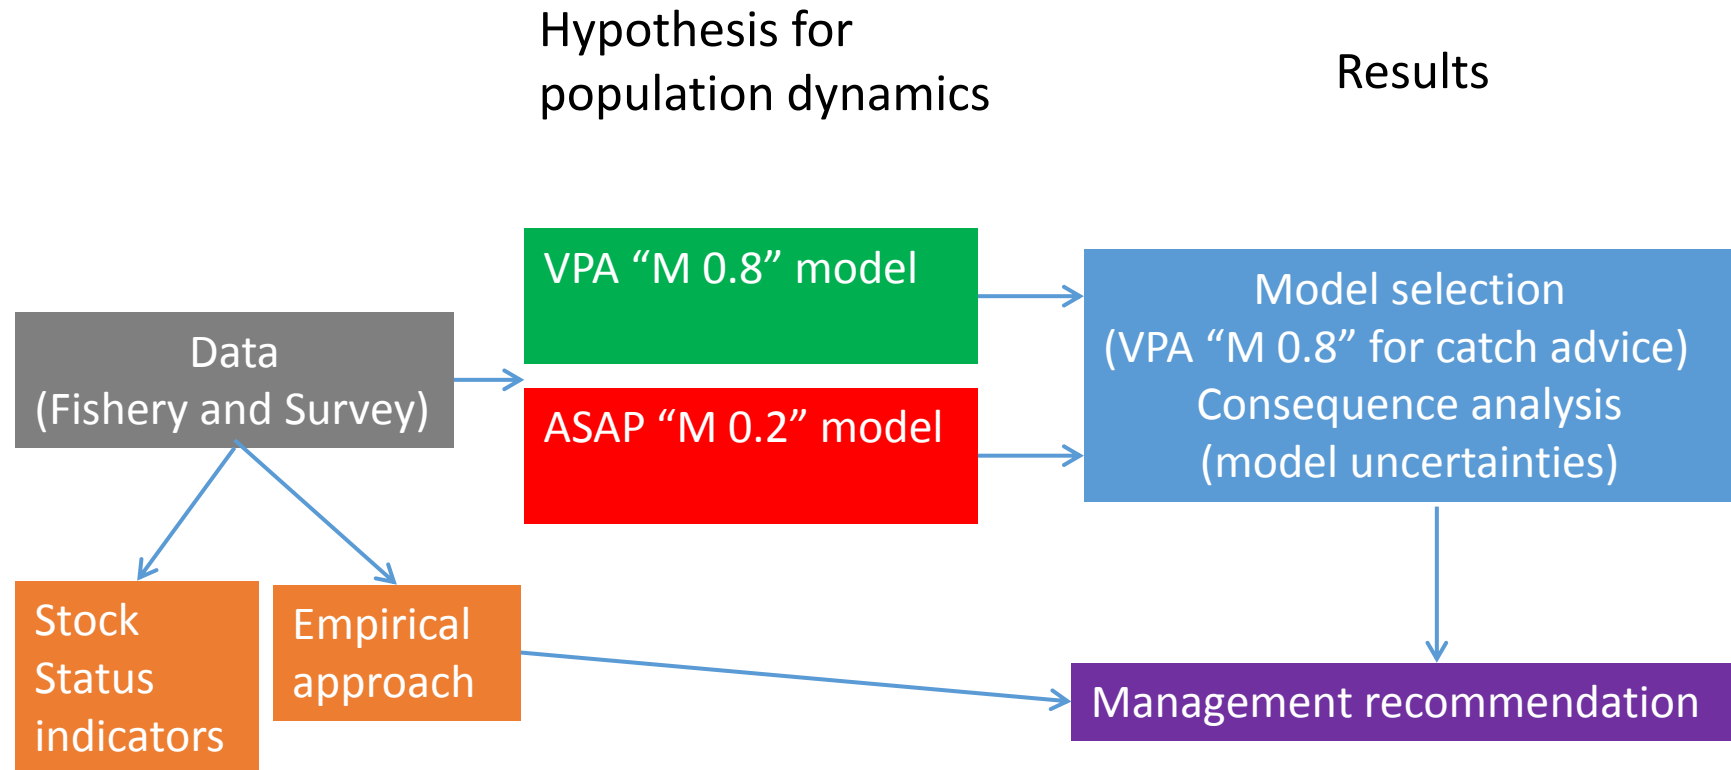 Hypothesis for
population dynamics
Results
VPA “M 0.8” model
ASAP “M 0.2” model
Data
(Fishery and Survey)
Model selection
(VPA “M 0.8” for catch advice)
Consequence analysis
(model uncertainties)
Stock
Status
indicators
Empirical
approach
Management recommendation